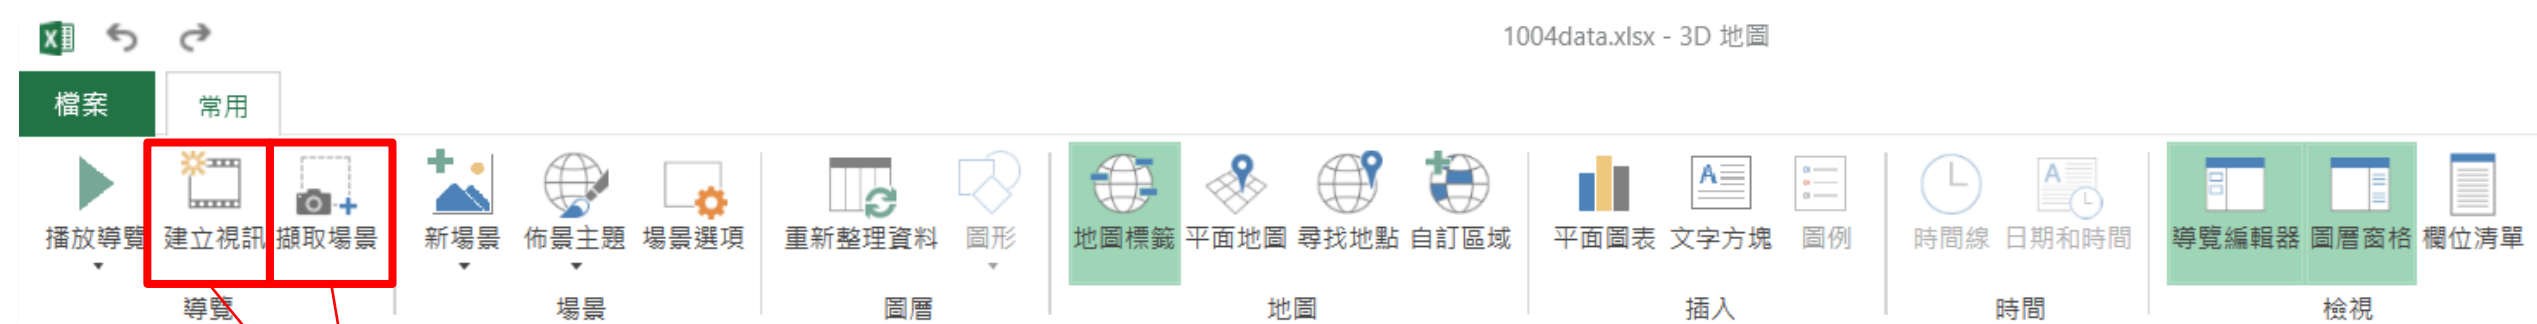 1004data.xlsx - 3D 地圖
檔案 常用
播放導覽 建立視訊 擷取場景 新場景 佈景主題 場景選項 重新整理資料 圖形 地圖標籤 平面地圖 尋找地點 自訂區域 平面圖表 文字方塊 圖例 時間線 日期和時間 導覽編輯器 圖層窗格 欄位清單
導覽 場景 圖層 地圖 插入 時間 檢視